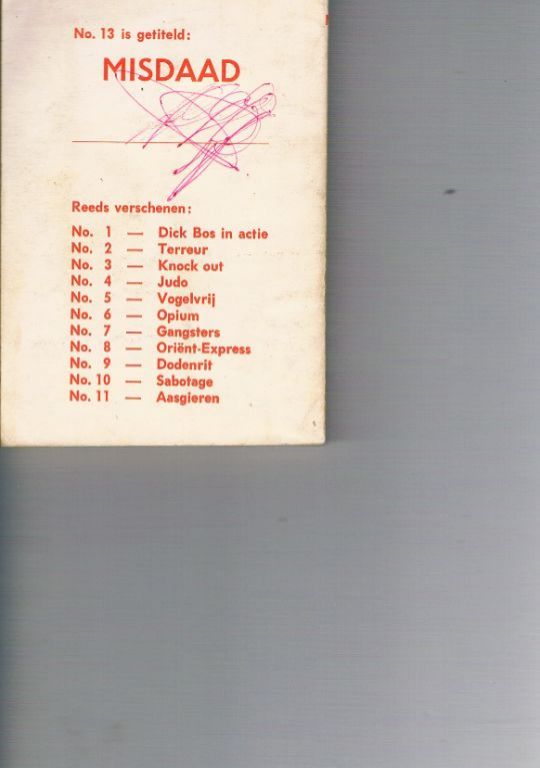 No. 13 is getiteld:
MISDAAD
Reeds verschenen:
No. 1 — Dick Bos in actie
No. 2 — Terreur
No. 3 — Knock out
No. 4 — Judo
No. 5 — Vogelvrij
No. 6 — Opium
No. 7 — Gangsters
No. 8 — Oriënt-Express
No. 9 — Dodenrit
No. 10 — Sabotage
No. 11 — Aasgieren